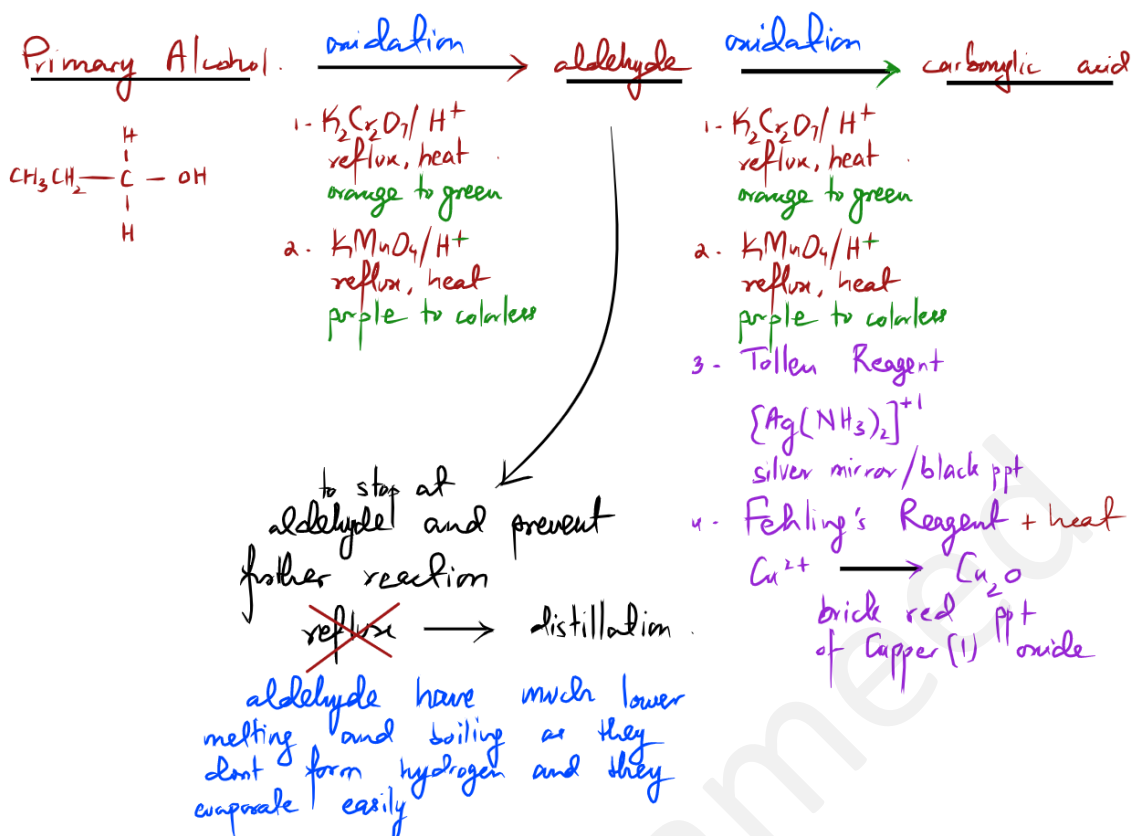 Primary Alcohol. oxidation aldehyde oxidation carboxylic acid
H
CH3CH2 — C — OH
H
1- K2Cr2O7/H+
reflux, heat
orange to green
2- KMnO4/H+
reflux, heat
purple to colorless
1- K2Cr2O7/H+
reflux, heat
orange to green
2- KMnO4/H+
reflux, heat
purple to colorless
3- Tollen Reagent
[Ag(NH3)2]+1
silver mirror/black ppt
4- Fehling's Reagent + heat
Cu2+ → Cu2O
brick red ppt
of Copper(I) oxide
to stop at
aldehyde and prevent
further reaction
reflux → distillation.
aldehyde have much lower
melting and boiling as they
dont form hydrogen and they
evaporate easily
med